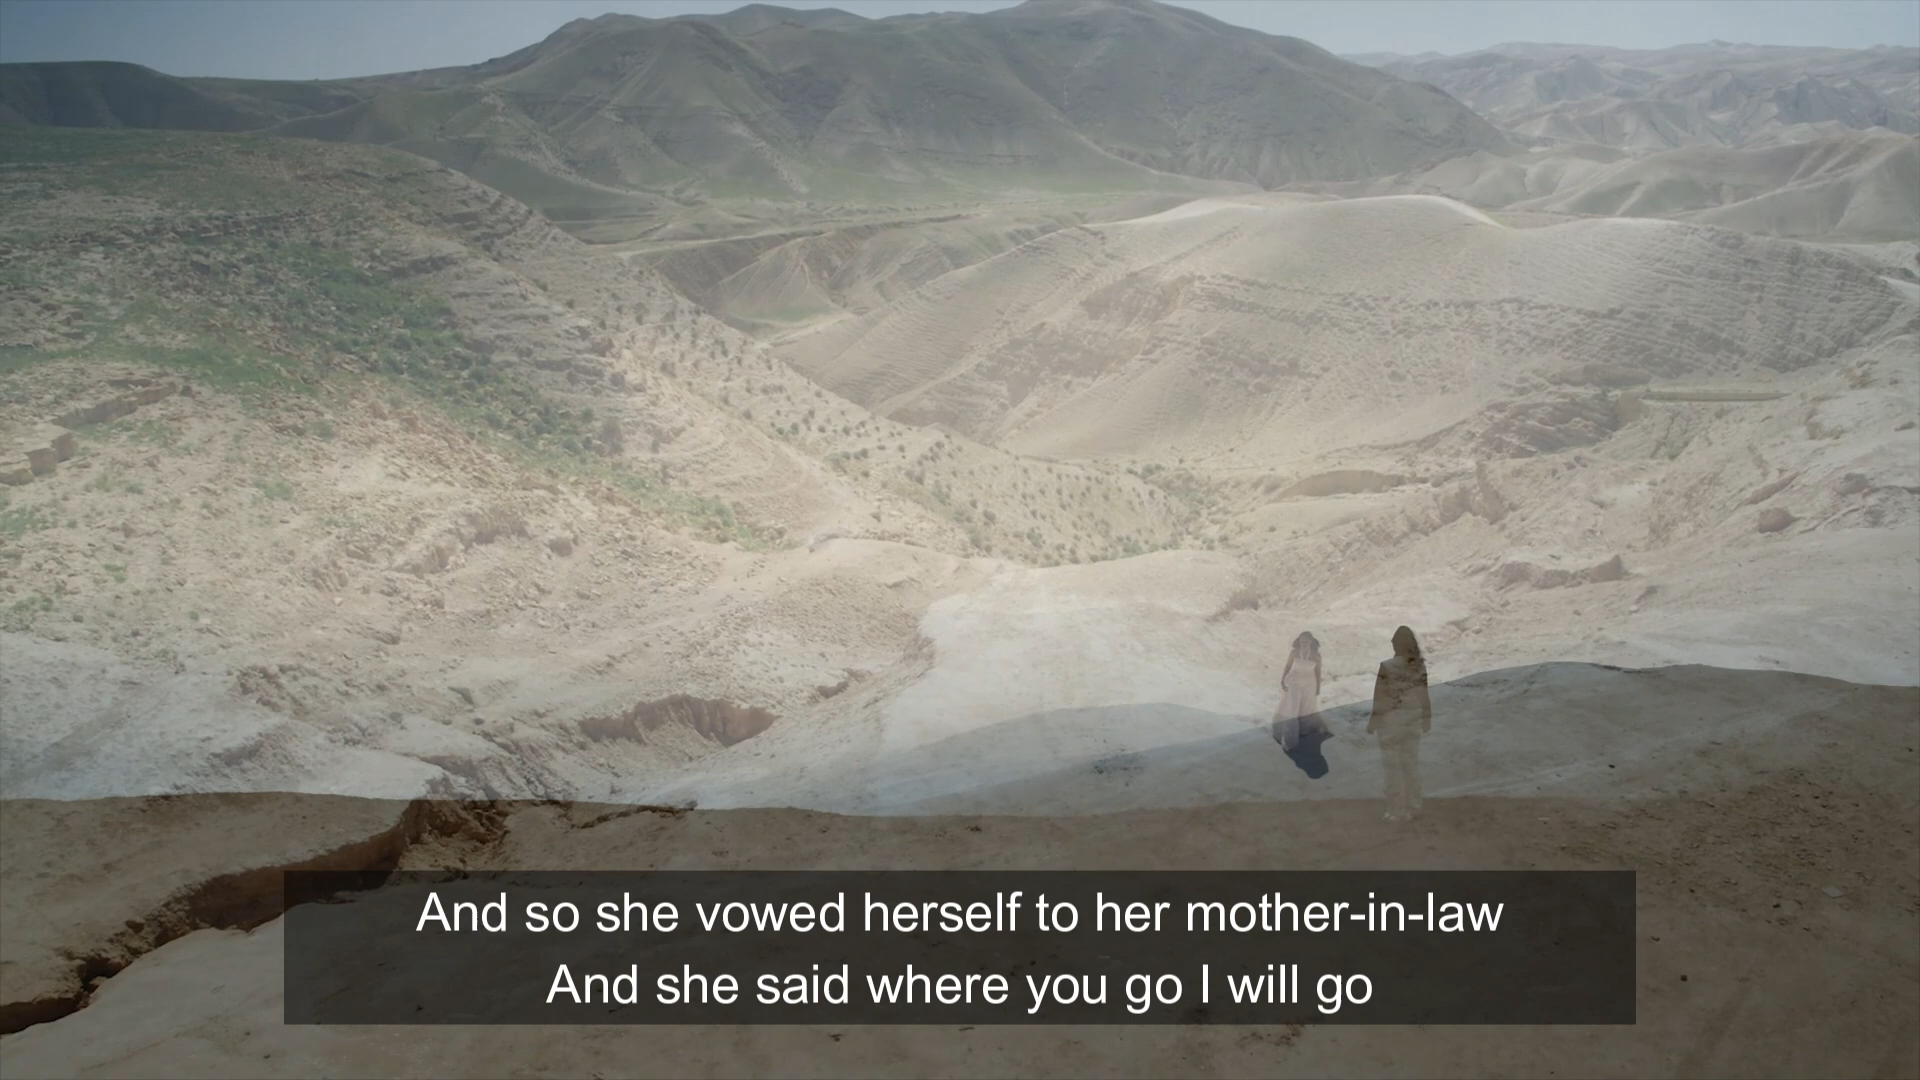 And so she vowed herself to her mother-in-law
And she said where you go I will go